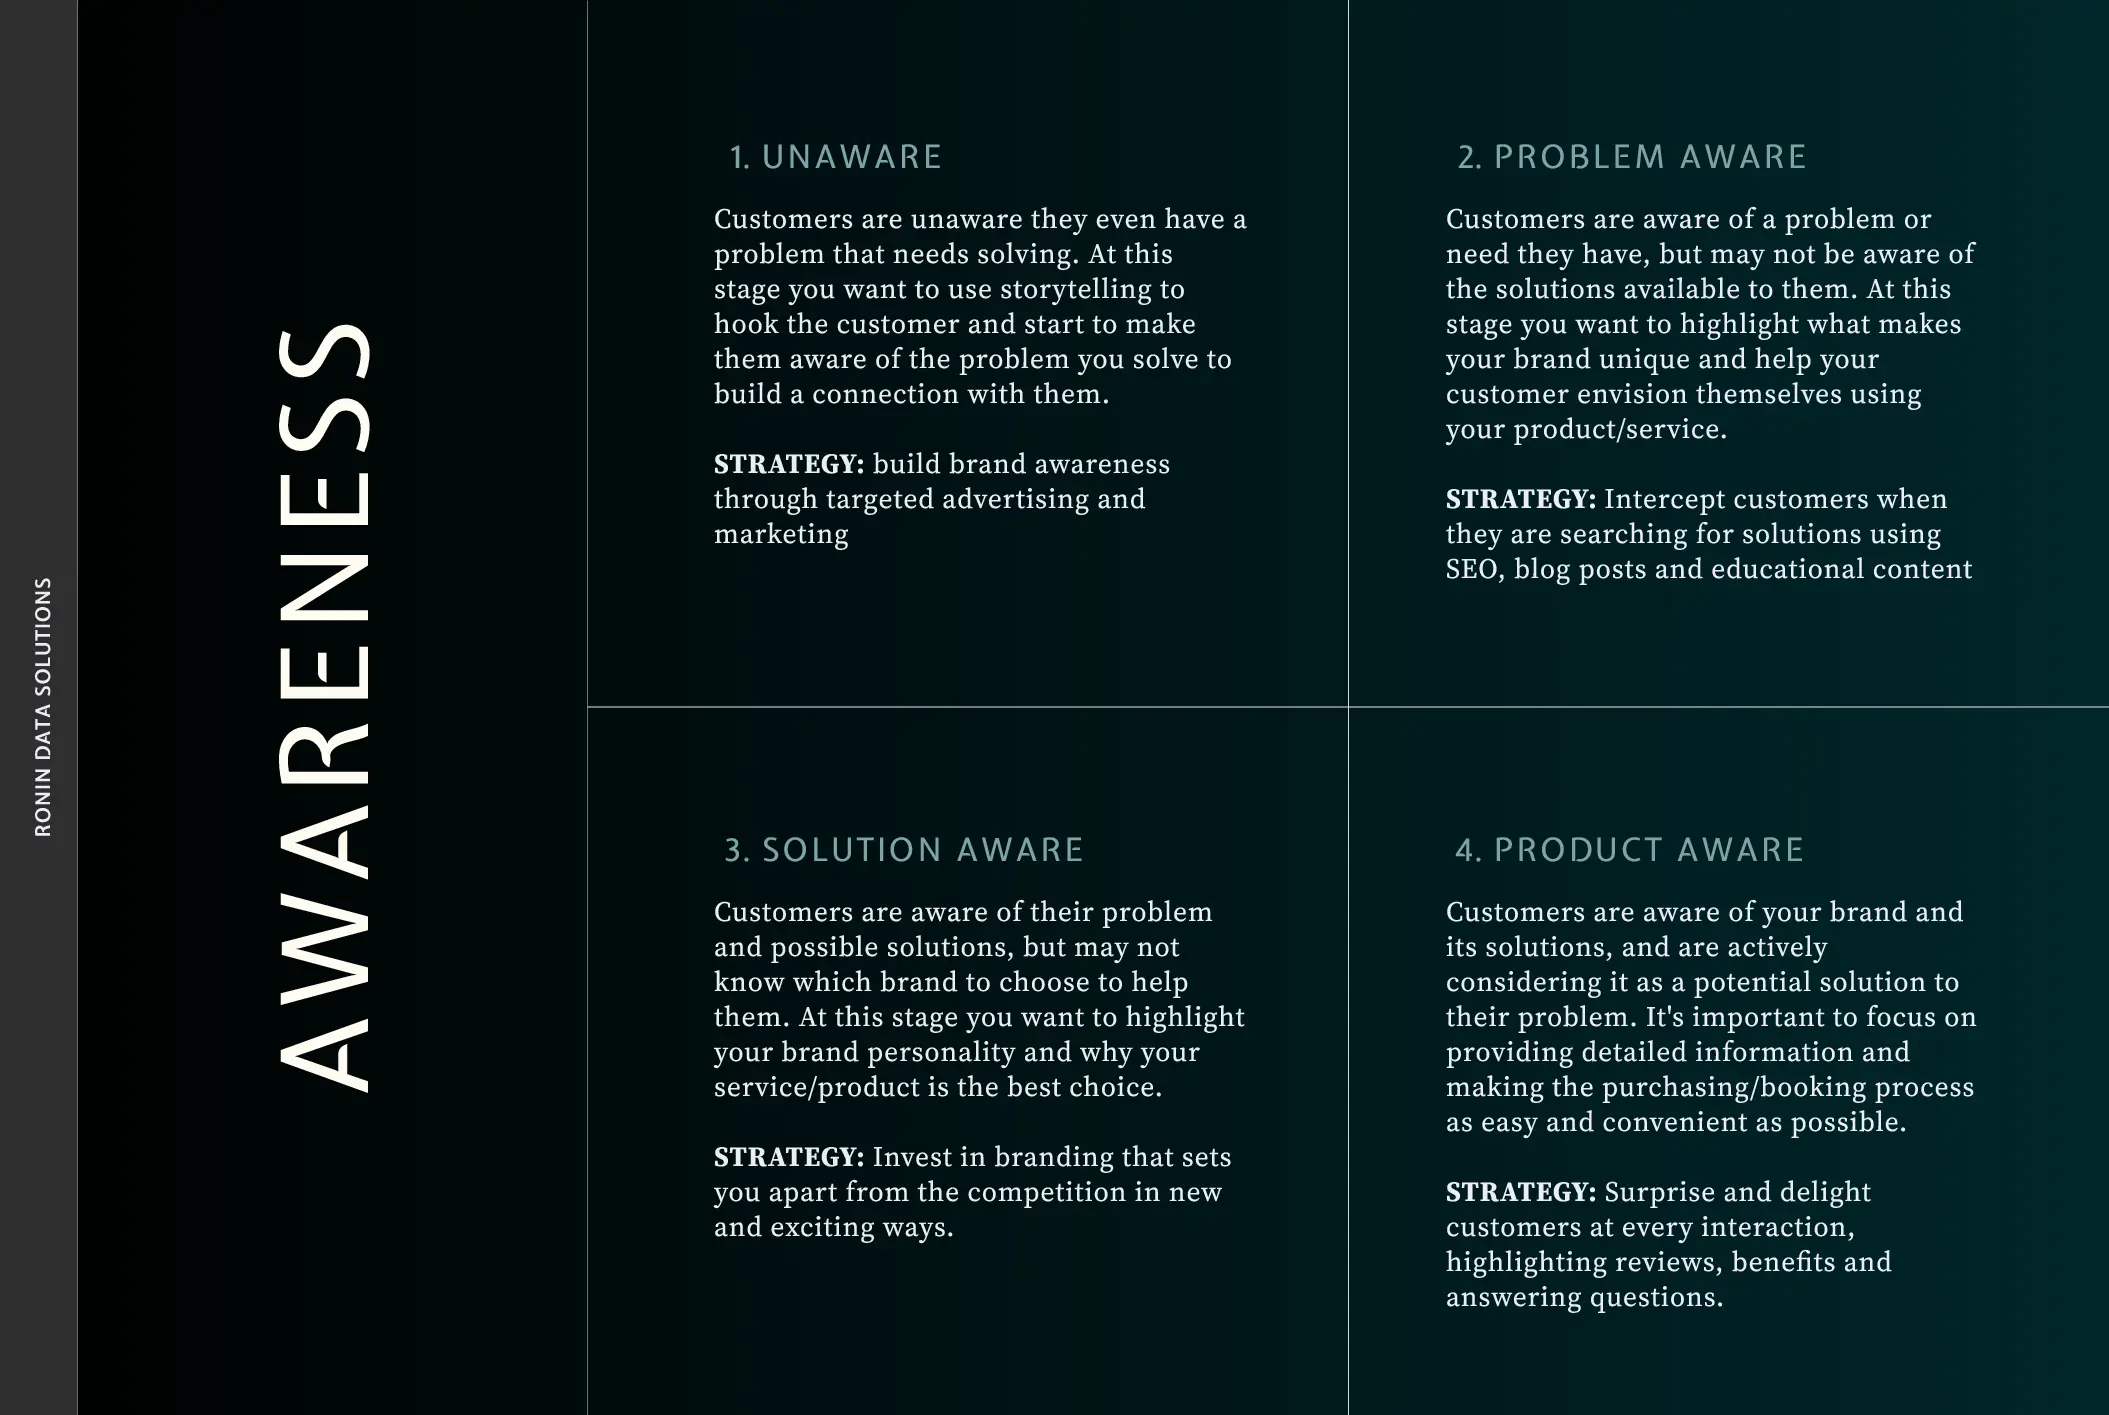 RONIN DATA SOLUTIONS
AWARENESS
1. UNAWARE
Customers are unaware they even have a
problem that needs solving. At this
stage you want to use storytelling to
hook the customer and start to make
them aware of the problem you solve to
build a connection with them.
STRATEGY: build brand awareness
through targeted advertising and
marketing
2. PROBLEM AWARE
Customers are aware of a problem or
need they have, but may not be aware of
the solutions available to them. At this
stage you want to highlight what makes
your brand unique and help your
customer envision themselves using
your product/service.
STRATEGY: Intercept customers when
they are searching for solutions using
SEO, blog posts and educational content
3. SOLUTION AWARE
Customers are aware of their problem
and possible solutions, but may not
know which brand to choose to help
them. At this stage you want to highlight
your brand personality and why your
service/product is the best choice.
STRATEGY: Invest in branding that sets
you apart from the competition in new
and exciting ways.
4. PRODUCT AWARE
Customers are aware of your brand and
its solutions, and are actively
considering it as a potential solution to
their problem. It's important to focus on
providing detailed information and
making the purchasing/booking process
as easy and convenient as possible.
STRATEGY: Surprise and delight
customers at every interaction,
highlighting reviews, benefits and
answering questions.